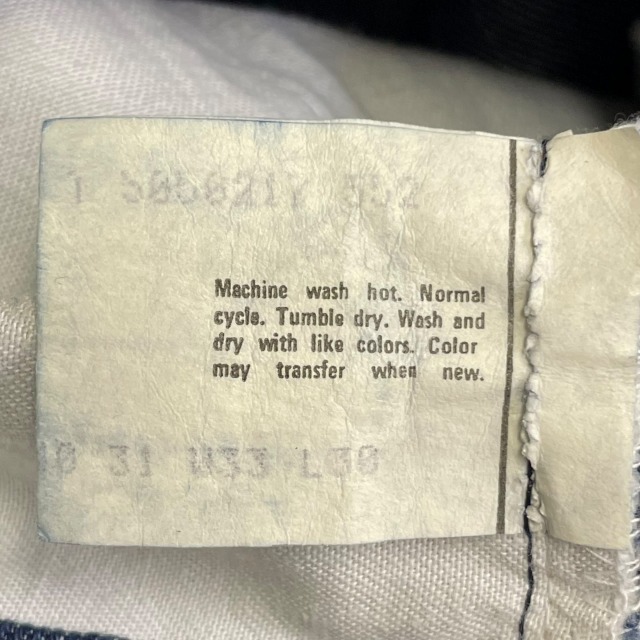 Machine wash hot. Normal
cycle. Tumble dry. Wash and
dry with like colors. Color
may transfer when new.